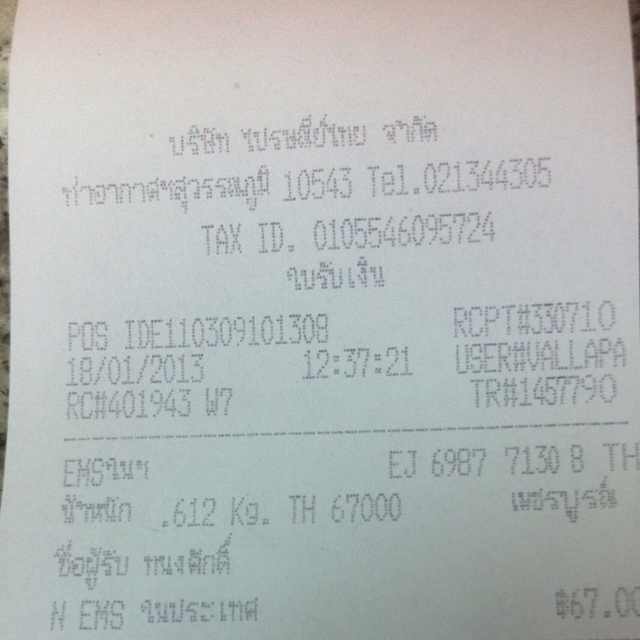 บริษัท ไปรษณีย์ไทย จำกัด
ท่าอากาศฯสุวรรณภูมิ 10543 Tel.021344305
TAX ID. 0105546095724
ใบรับเงิน
POS IDE110309101308 RCPT#330710
18/01/2013 12:37:21 USER#VALLAPA
RC#401943 W7 TR#1457790
EMSในฯ EJ 6987 7130 8 TH
น้ำหนัก .612 Kg. TH 67000 เพชรบูรณ์
ชื่อผู้รับ ทนงศักดิ์
N EMS ในประเทศ ฿67.00